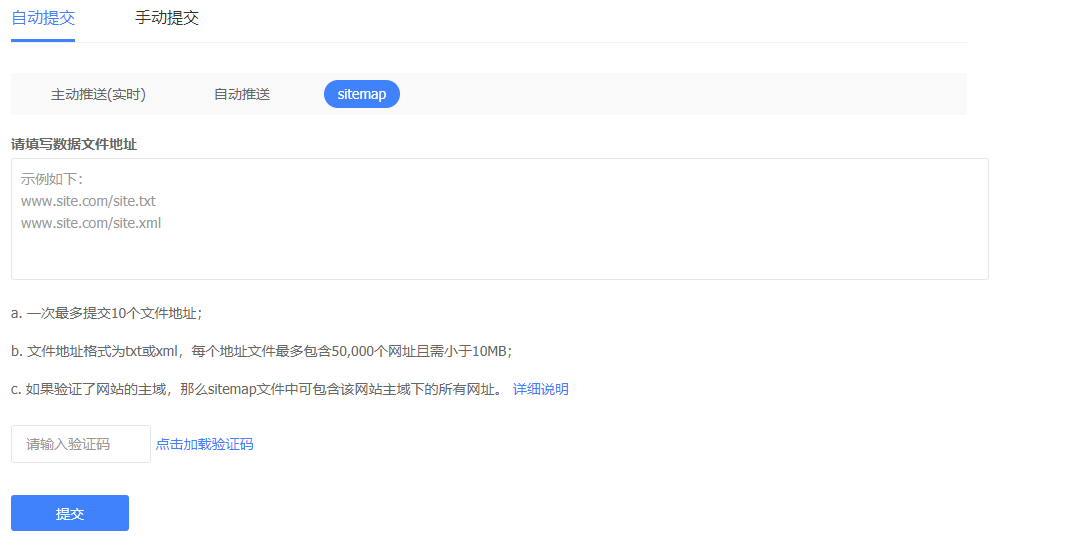 自动提交 手动提交
主动推送(实时) 自动推送 sitemap
请填写数据文件地址
示例如下：
www.site.com/site.txt
www.site.com/site.xml
a. 一次最多提交10个文件地址；
b. 文件地址格式为txt或xml，每个地址文件最多包含50,000个网址且需小于10MB；
c. 如果验证了网站的主域，那么sitemap文件中可包含该网站主域下的所有网址。 详细说明
请输入验证码 点击加载验证码
提交